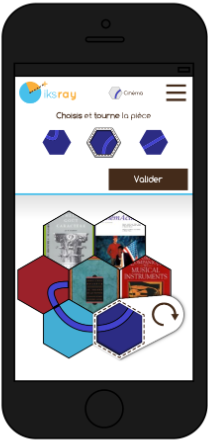 iksray
Cinéma
Choisis et tourne la pièce
Valider
MUSICAL
INSTRUMENTS